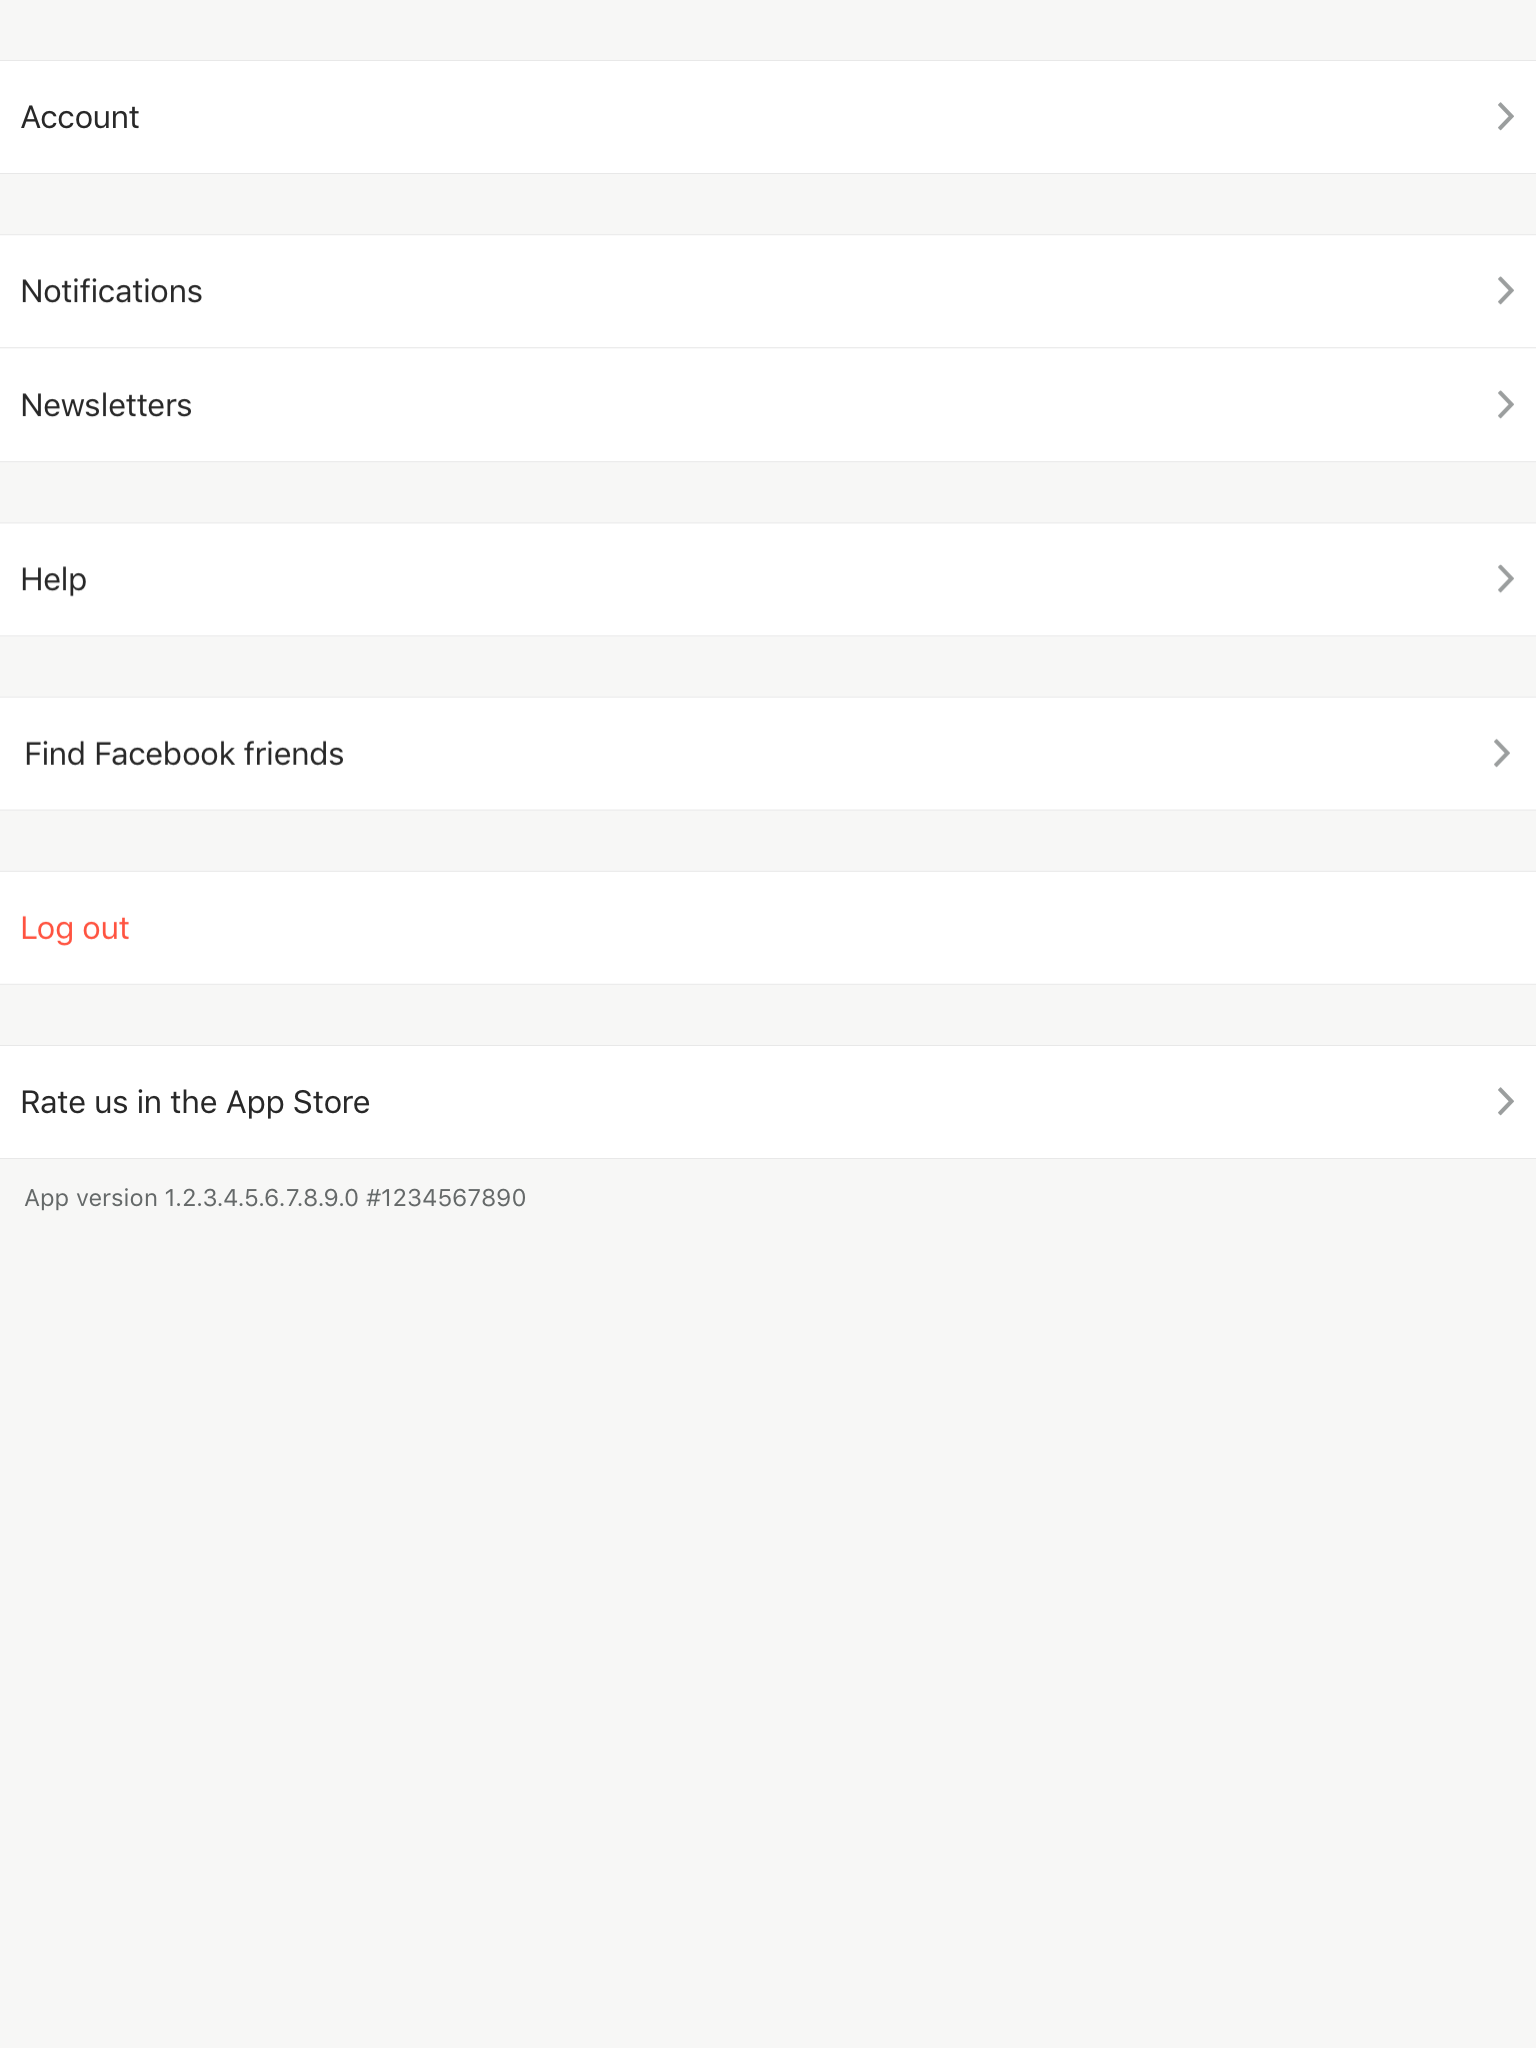 Account
Notifications
Newsletters
Help
Find Facebook friends
Log out
Rate us in the App Store
App version 1.2.3.4.5.6.7.8.9.0 #1234567890